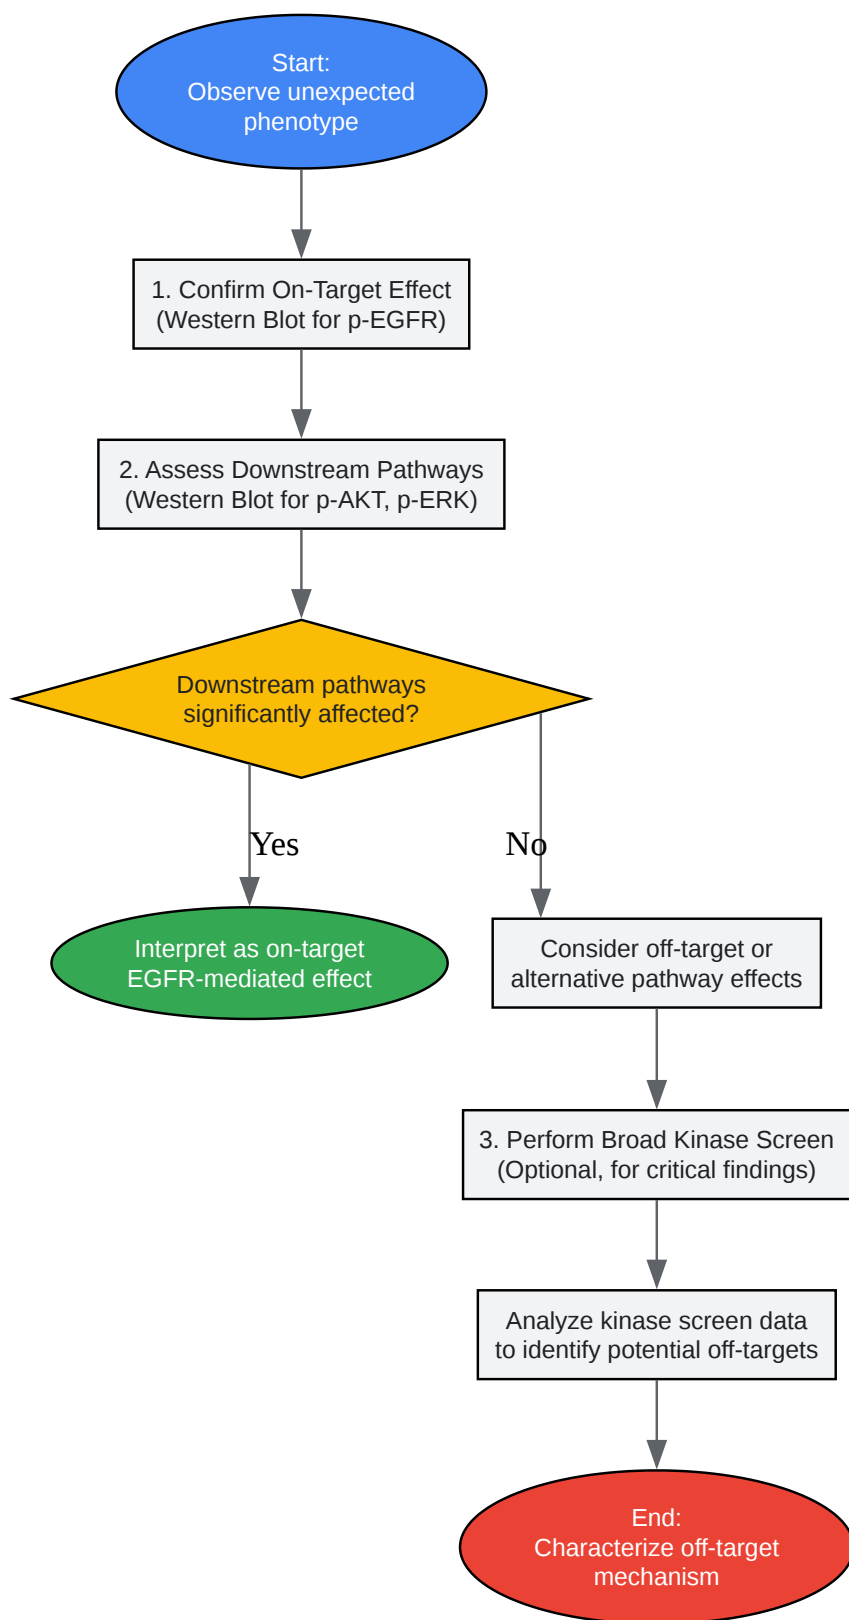 Start:
Observe unexpected
phenotype
1. Confirm On-Target Effect
(Western Blot for p-EGFR)
2. Assess Downstream Pathways
(Western Blot for p-AKT, p-ERK)
Downstream pathways
significantly affected?
Yes
No
Interpret as on-target
EGFR-mediated effect
Consider off-target or
alternative pathway effects
3. Perform Broad Kinase Screen
(Optional, for critical findings)
Analyze kinase screen data
to identify potential off-targets
End:
Characterize off-target
mechanism